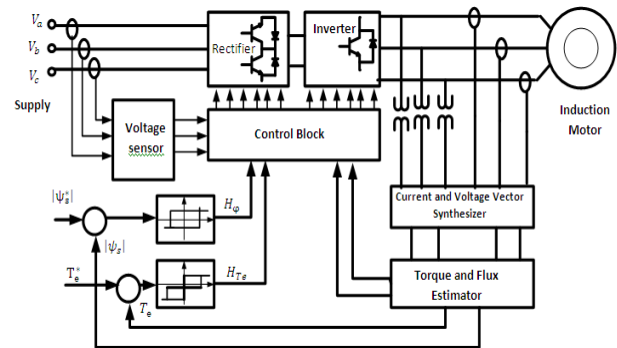 Va
Vb
Vc
Supply
Rectifier
Inverter
Induction
Motor
Voltage
sensor
Control Block
Current and Voltage Vector
Synthesizer
Torque and Flux
Estimator
|ψs*|
|ψs|
Hφ
Te*
Te
HTe